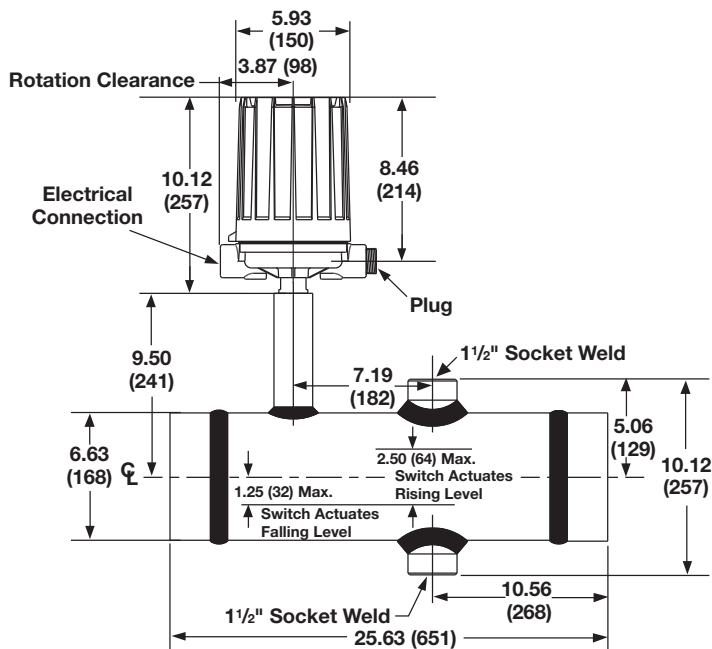 5.93
(150)
3.87 (98)
Rotation Clearance
10.12
(257)
8.46
(214)
Electrical
Connection
Plug
9.50
(241)
1½" Socket Weld
7.19
(182)
5.06
(129)
6.63
(168)
℄
2.50 (64) Max.
Switch Actuates
Rising Level
10.12
(257)
1.25 (32) Max.
Switch Actuates
Falling Level
10.56
(268)
1½" Socket Weld
25.63 (651)